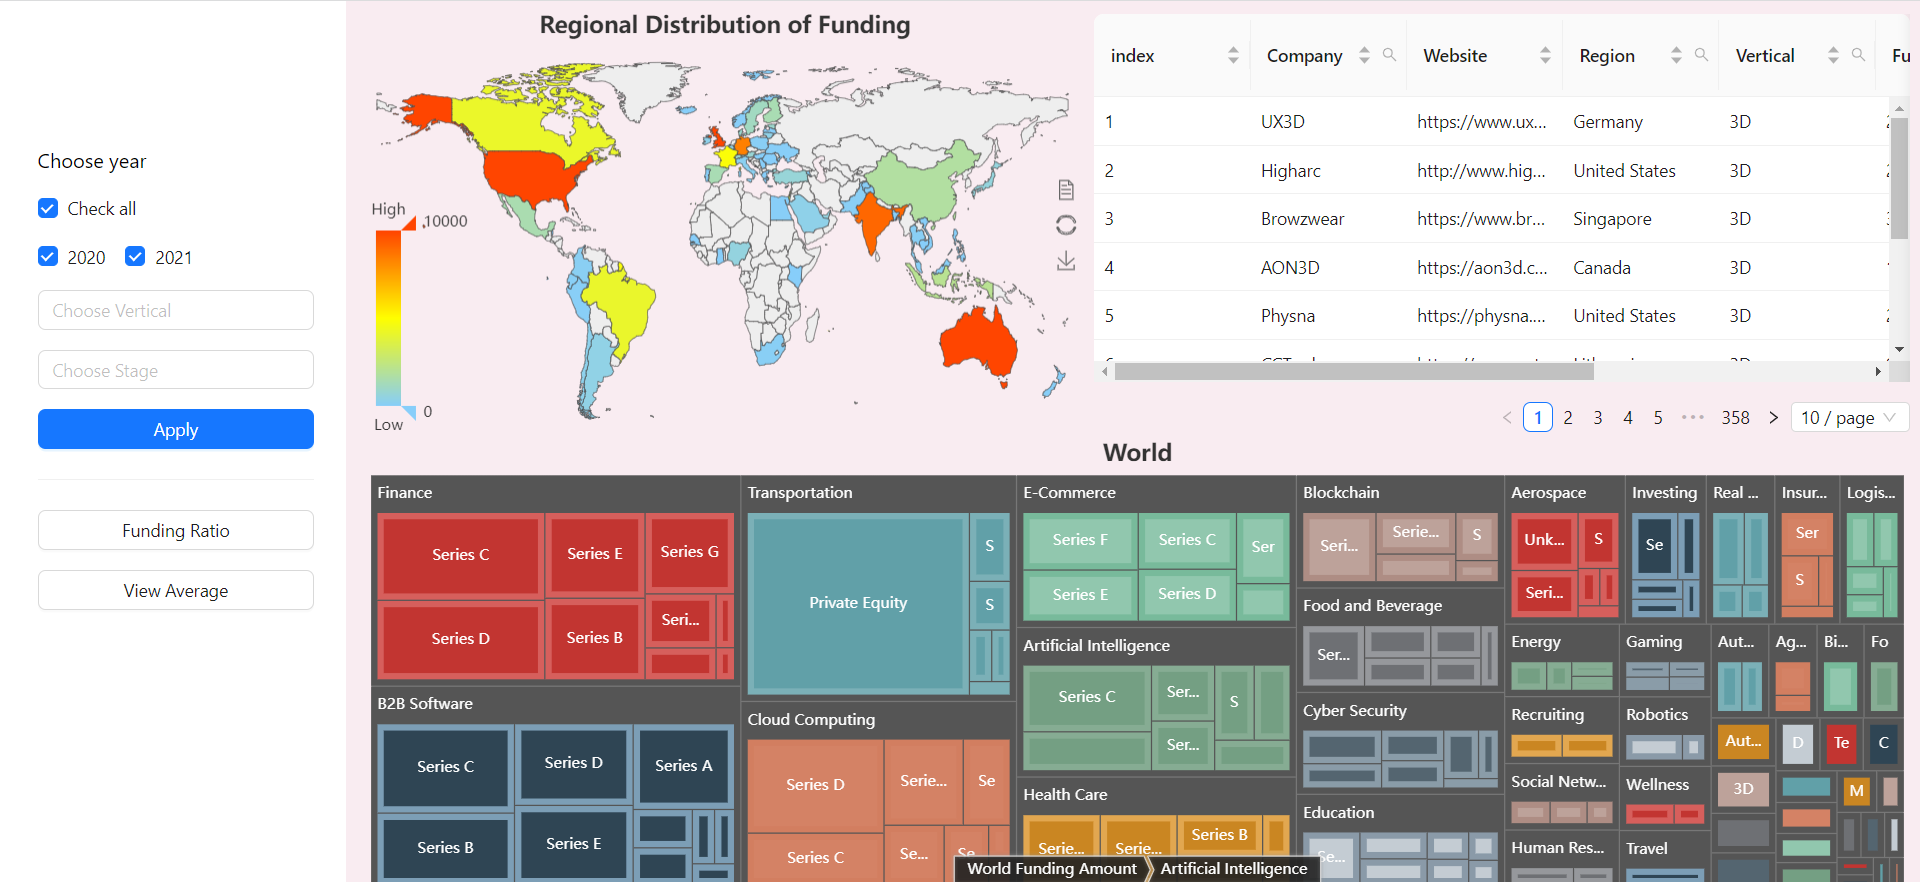 Choose year
Check all
2020
2021
Choose Vertical
Choose Stage
Apply
Funding Ratio
View Average
Regional Distribution of Funding
High
10000
0
Low
index
Company
Website
Region
Vertical
Fu
1 UX3D https://www.ux... Germany 3D
2 Higharc http://www.hig... United States 3D
3 Browzwear https://www.br... Singapore 3D
4 AON3D https://aon3d.c... Canada 3D
5 Physna https://physna.... United States 3D
1 2 3 4 5 ••• 358
10 / page
World
Finance
Series C
Series E
Series G
Series D
Series B
Seri...
B2B Software
Series C
Series D
Series A
Series B
Series E
Transportation
Private Equity
S
S
Cloud Computing
Series D
Serie...
Se
Series C
Se...
Se
E-Commerce
Series F
Series C
Ser
Series E
Series D
Artificial Intelligence
Series C
Ser...
S
Ser...
Health Care
Serie...
Serie...
Series B
Blockchain
Seri...
Serie...
S
Food and Beverage
Ser...
Cyber Security
Education
Se...
Aerospace
Unk...
S
Seri...
Investing
Se
Real ...
Insur...
Ser
S
Logis...
Energy
Gaming
Aut...
Ag...
Bi...
Fo
Recruiting
Robotics
Aut...
D
Te
C
Social Netw...
Wellness
3D
M
Human Res...
Travel
World Funding Amount
Artificial Intelligence